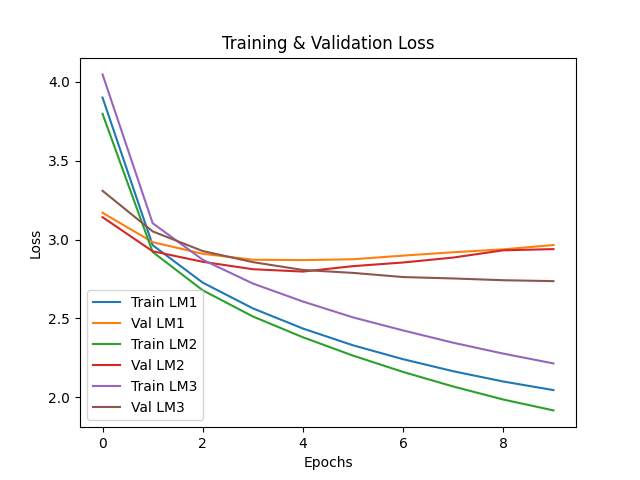 Training & Validation Loss
Loss
4.0
3.5
3.0
2.5
2.0
Train LM1
Val LM1
Train LM2
Val LM2
Train LM3
Val LM3
0 2 4 6 8
Epochs